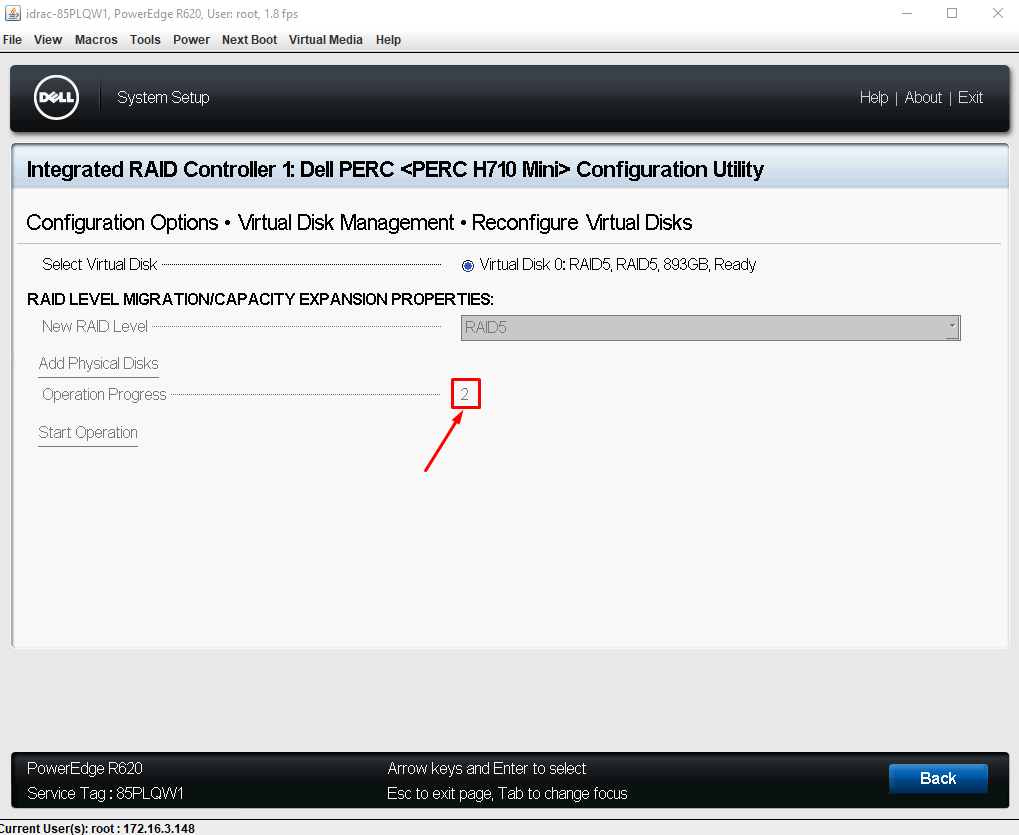 idrac-85PLQW1, PowerEdge R620, User: root, 1.8 fps
File View Macros Tools Power Next Boot Virtual Media Help
DELL System Setup Help | About | Exit
Integrated RAID Controller 1: Dell PERC <PERC H710 Mini> Configuration Utility
Configuration Options • Virtual Disk Management • Reconfigure Virtual Disks
Select Virtual Disk Virtual Disk 0: RAID5, RAID5, 893GB, Ready
RAID LEVEL MIGRATION/CAPACITY EXPANSION PROPERTIES:
New RAID Level RAID5
Add Physical Disks
Operation Progress 2
Start Operation
PowerEdge R620 Arrow keys and Enter to select
Service Tag : 85PLQW1 Esc to exit page, Tab to change focus
Back
Current User(s): root : 172.16.3.148